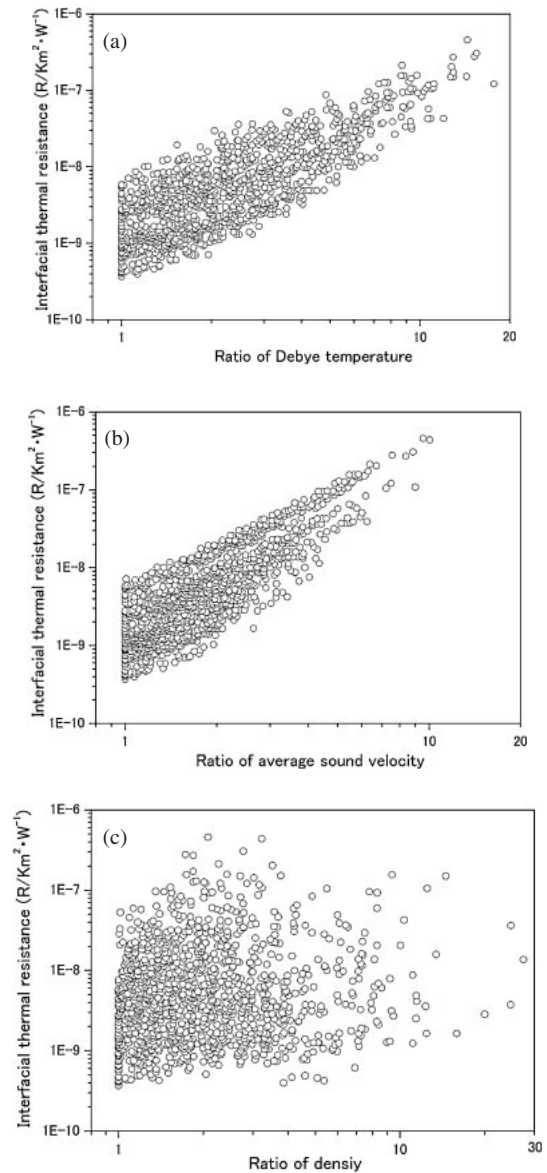 (a)
Interfacial thermal resistance (R/Km²・W⁻¹)
1E-6
1E-7
1E-8
1E-9
1E-10
1
10
20
Ratio of Debye temperature
(b)
Interfacial thermal resistance (R/Km²・W⁻¹)
1E-6
1E-7
1E-8
1E-9
1E-10
1
10
20
Ratio of average sound velocity
(c)
Interfacial thermal resistance (R/Km²・W⁻¹)
1E-6
1E-7
1E-8
1E-9
1E-10
1
10
30
Ratio of densiy